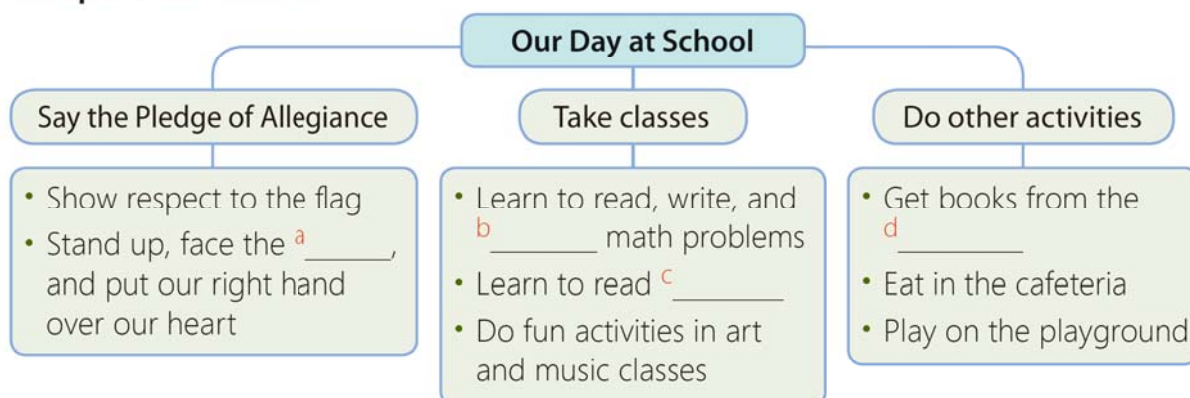 Our Day at School
Say the Pledge of Allegiance
• Show respect to the flag
• Stand up, face the a______,
and put our right hand
over our heart
Take classes
• Learn to read, write, and
b_______ math problems
• Learn to read c_______
• Do fun activities in art
and music classes
Do other activities
• Get books from the
d________
• Eat in the cafeteria
• Play on the playground